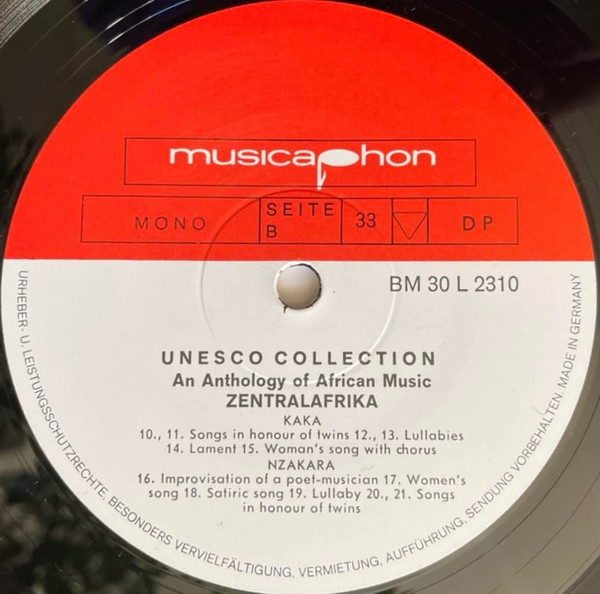 musicaphon
MONO
SEITE
B
33
DP
BM 30 L 2310
UNESCO COLLECTION
An Anthology of African Music
ZENTRALAFRIKA
KAKA
10., 11. Songs in honour of twins 12., 13. Lullabies
14. Lament 15. Woman's song with chorus
NZAKARA
16. Improvisation of a poet-musician 17. Women's
song 18. Satiric song 19. Lullaby 20., 21. Songs
in honour of twins
URHEBER- U. LEISTUNGSSCHUTZRECHTE, BESONDERS VERVIELFÄLTIGUNG, VERMIETUNG, AUFFÜHRUNG, SENDUNG VORBEHALTEN. MADE IN GERMANY